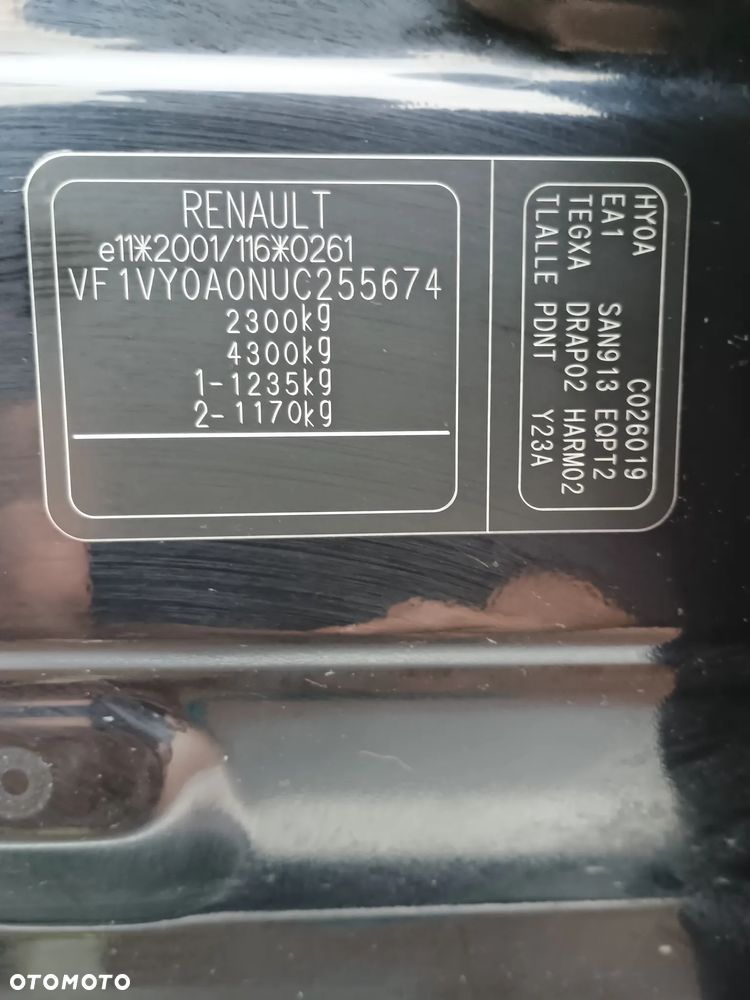 RENAULT
e11*2001/116*0261
VF1VY0A0NUC255674
2300kg
4300kg
1-1235kg
2-1170kg
HY0A C026019
EA1 SAN913 EQPT2
TEGXA DRAP02 HARM02
TLALLE PDNT Y23A
OTOMOTO